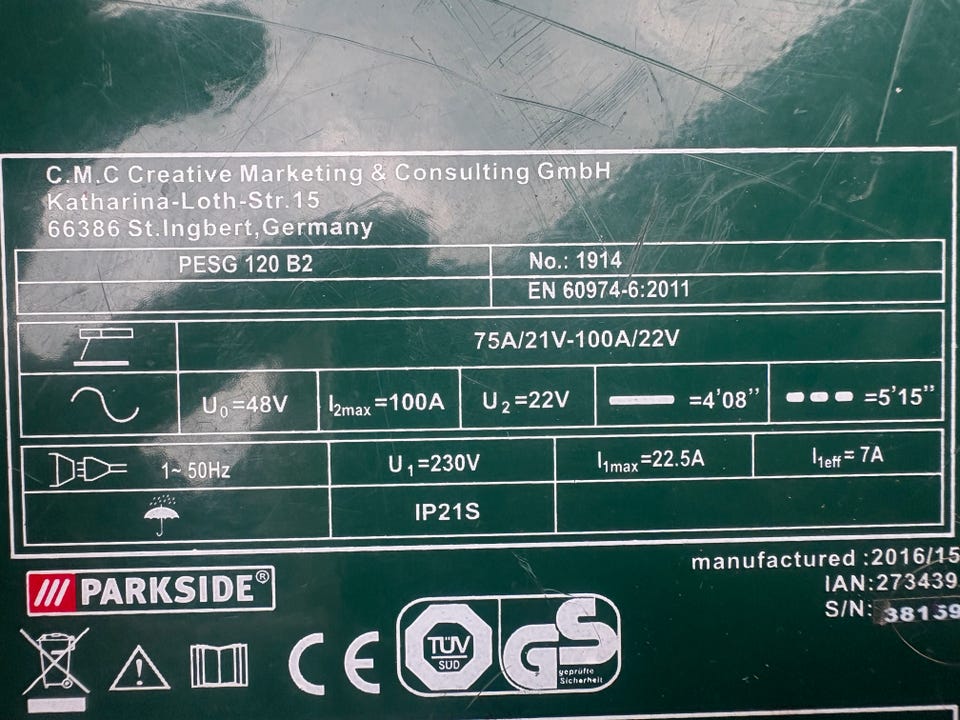 C.M.C Creative Marketing & Consulting GmbH
Katharina-Loth-Str.15
66386 St.Ingbert,Germany
PESG 120 B2
No.: 1914
EN 60974-6:2011
75A/21V-100A/22V
U₀=48V
I₂max=100A
U₂=22V
=4’08’’
=5’15’’
1~ 50Hz
U₁=230V
I₁max=22.5A
I₁eff= 7A
IP21S
manufactured :2016/15
IAN:273439
S/N: 38159
/// PARKSIDE®
CE
TÜV
SÜD
GS
geprüfte
Sicherheit